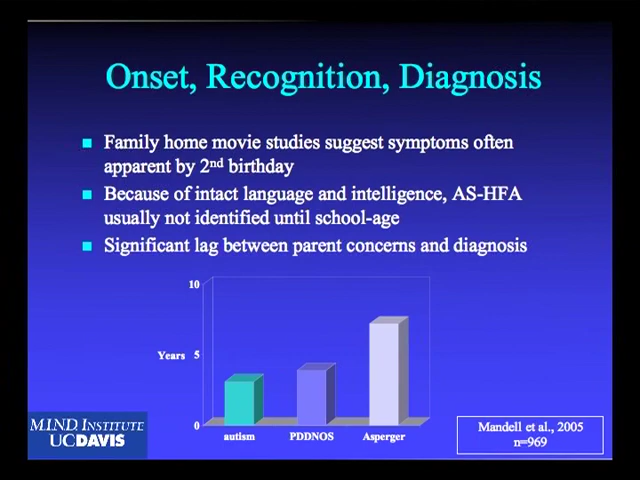 Onset, Recognition, Diagnosis
Family home movie studies suggest symptoms often
apparent by 2nd birthday
Because of intact language and intelligence, AS-HFA
usually not identified until school-age
Significant lag between parent concerns and diagnosis
10
Years 5
0
autism PDDNOS Asperger
M.I.N.D. INSTITUTE
UCDAVIS
Mandell et al., 2005
n=969